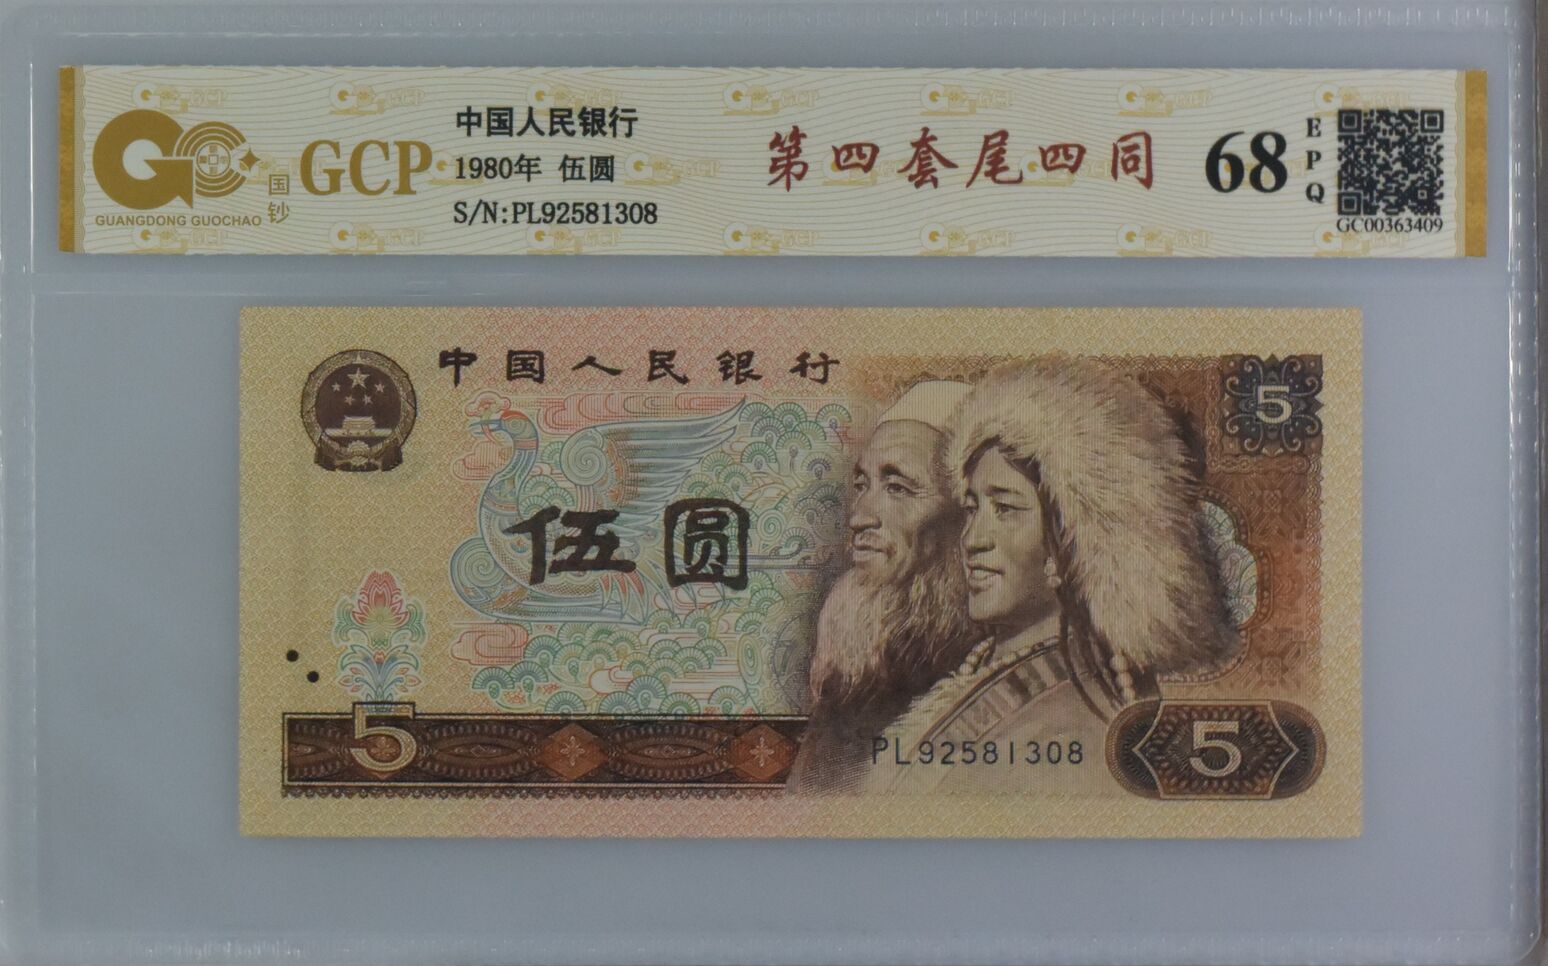 GUANGDONG GUOCHAO
国钞
GCP
中国人民银行
1980年 伍圆
S/N:PL92581308
第四套尾四同
68
EPQ
GC00363409
中国人民银行
5
伍圆
5
PL92581308
5